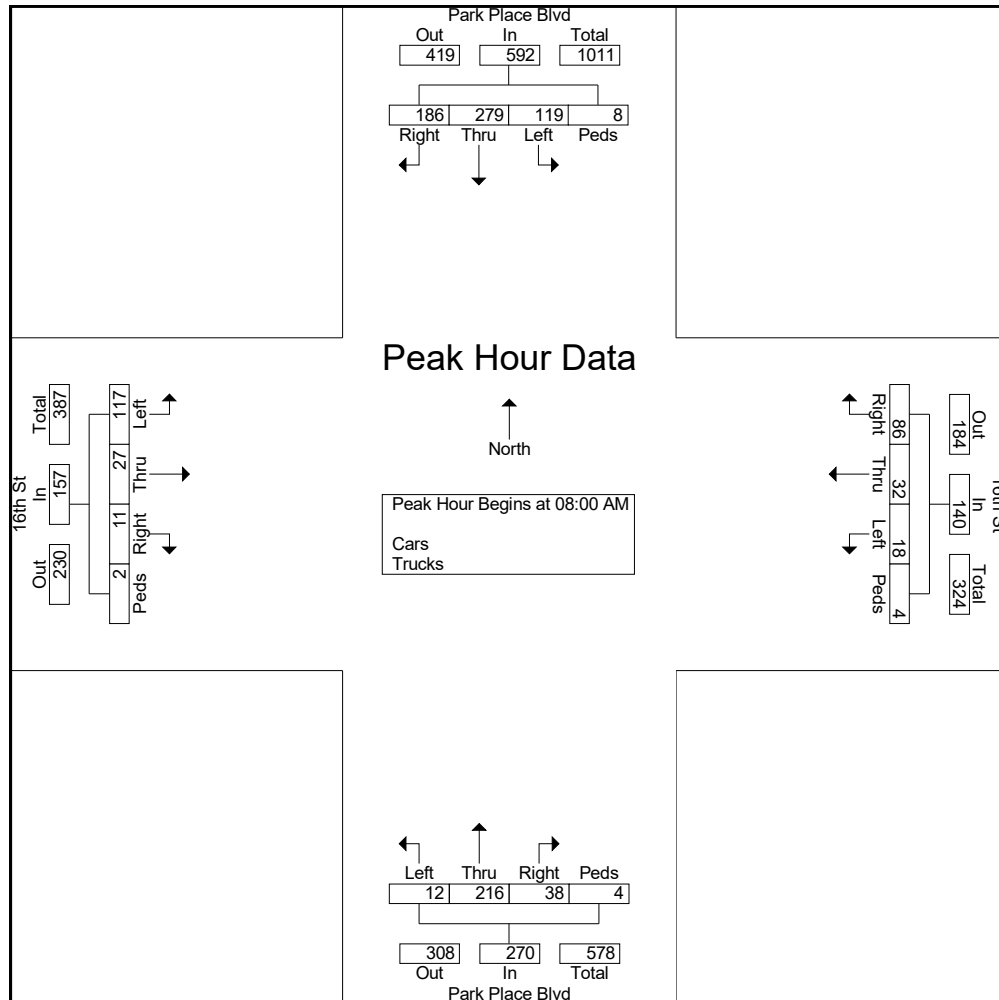 Park Place Blvd
Out In Total
419 592 1011
186 279 119 8
Right Thru Left Peds
Peak Hour Data
North
Peak Hour Begins at 08:00 AM
Cars
Trucks
16th St
Total In Out
387 157 230
117 27 11 2
Left Thru Right Peds
16th St
Out In Total
184 140 324
86 32 18 4
Right Thru Left Peds
Left Thru Right Peds
12 216 38 4
308 270 578
Out In Total
Park Place Blvd